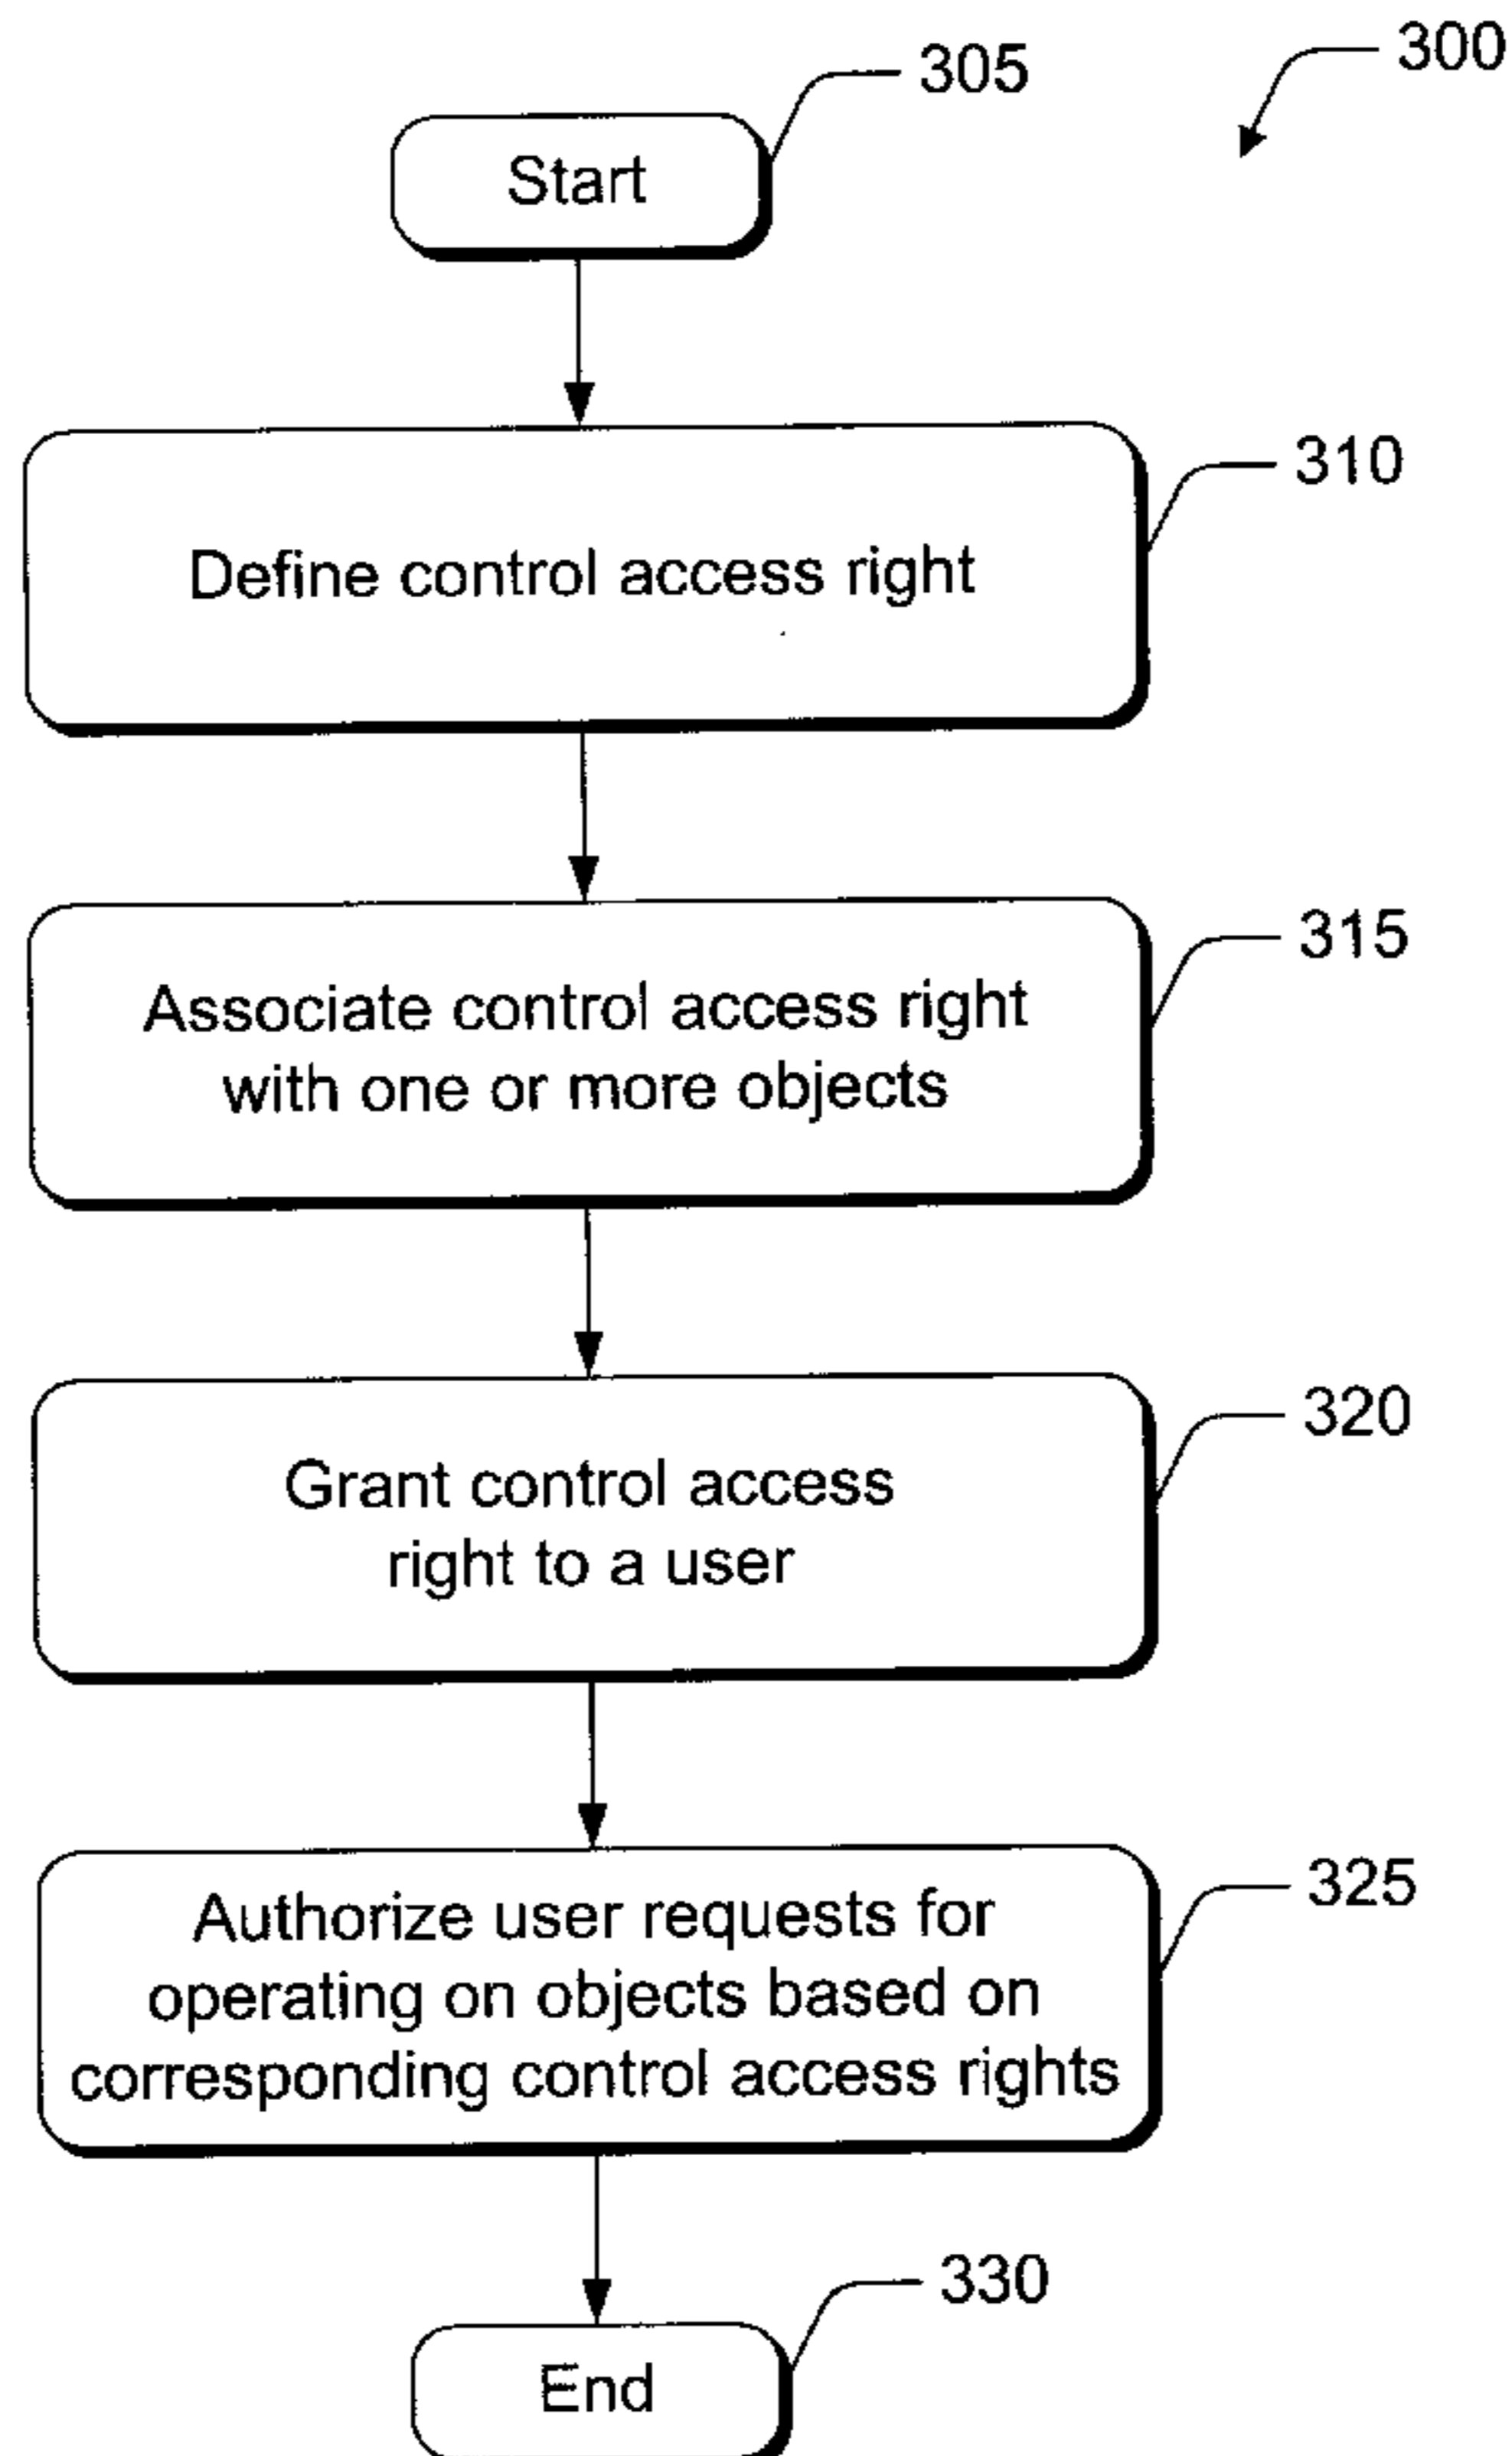 300
305
Start
310
Define control access right
315
Associate control access right
with one or more objects
320
Grant control access
right to a user
325
Authorize user requests for
operating on objects based on
corresponding control access rights
330
End